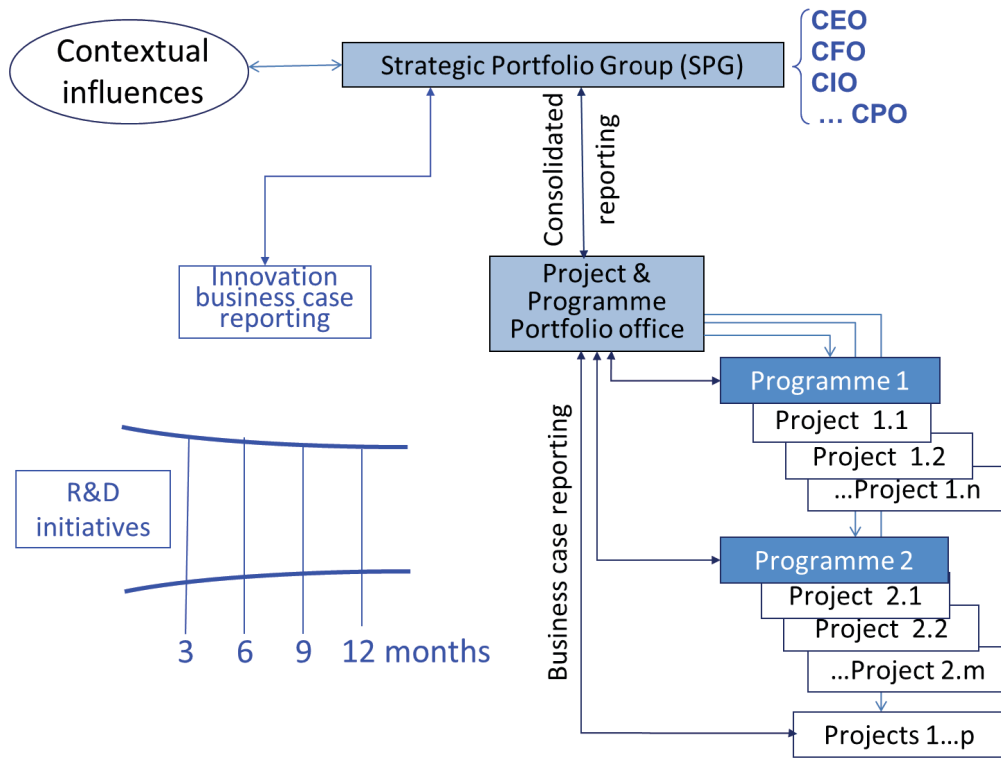 Contextual
influences
Strategic Portfolio Group (SPG)
CEO
CFO
CIO
... CPO
Consolidated
reporting
Innovation
business case
reporting
Project &
Programme
Portfolio office
Business case reporting
Programme 1
Project 1.1
Project 1.2
...Project 1.n
Programme 2
Project 2.1
Project 2.2
...Project 2.m
Projects 1...p
R&D
initiatives
3 6 9 12 months